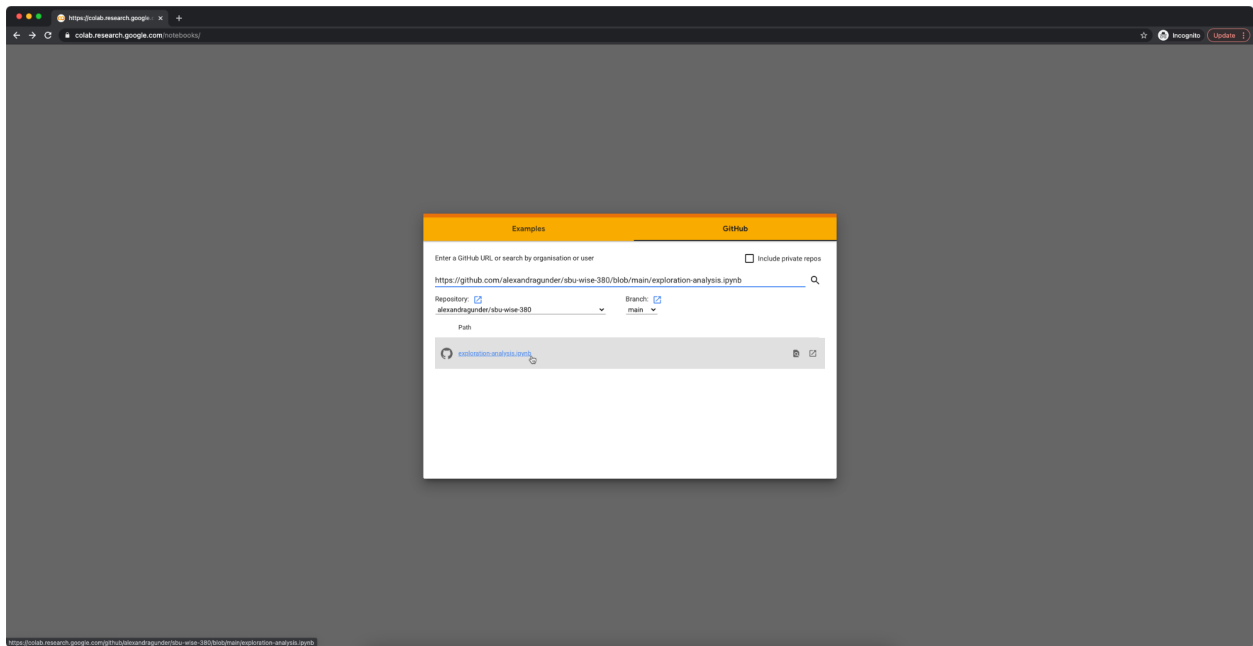 https://colab.research.google.c
colab.research.google.com/notebooks/
Incognito
Update
Examples
GitHub
Enter a GitHub URL or search by organisation or user
Include private repos
https://github.com/alexandragunder/sbu-wise-380/blob/main/exploration-analysis.ipynb
Repository:
Branch:
alexandragunder/sbu-wise-380
main
Path
exploration-analysis.ipynb
https://colab.research.google.com/github/alexandragunder/sbu-wise-380/blob/main/exploration-analysis.ipynb